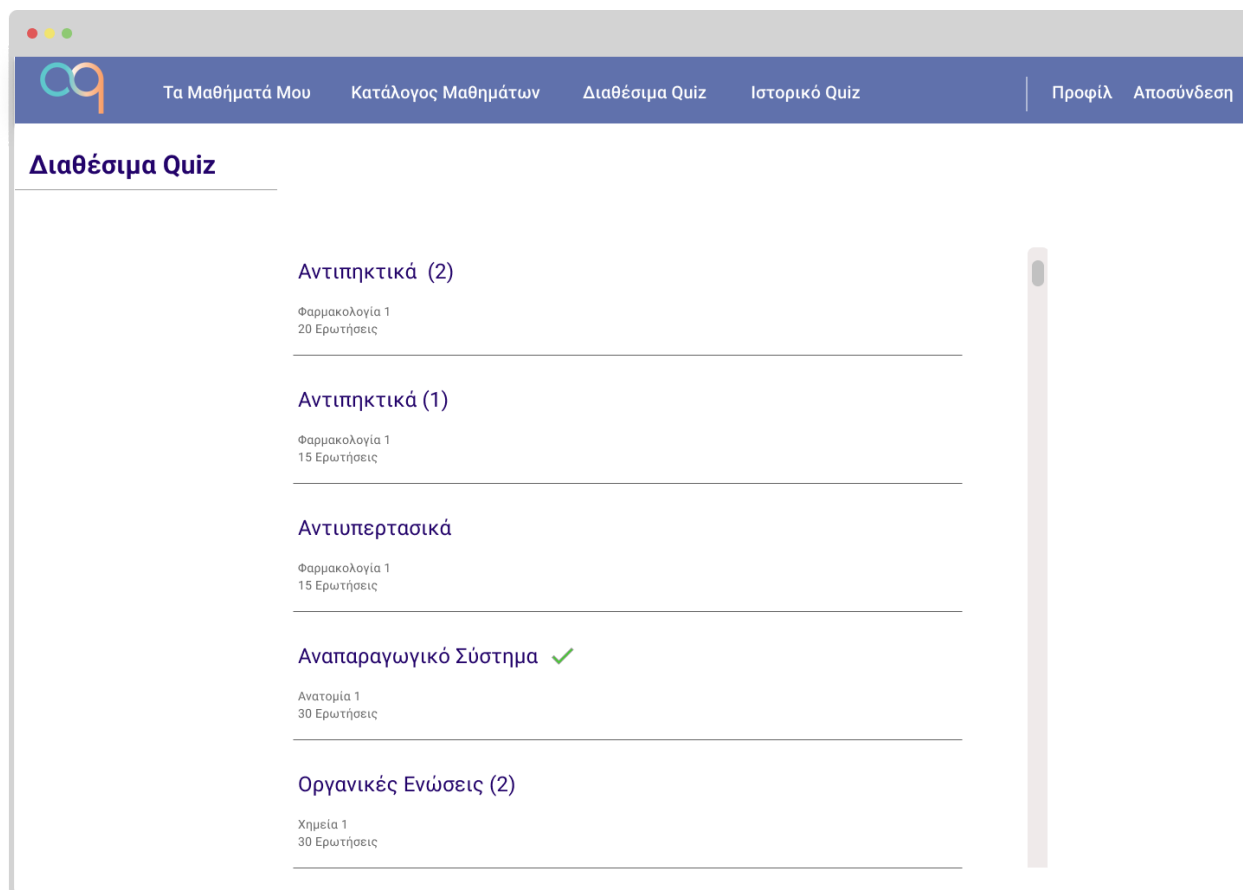 Τα Μαθήματά Μου Κατάλογος Μαθημάτων Διαθέσιμα Quiz Ιστορικό Quiz Προφίλ Αποσύνδεση
Διαθέσιμα Quiz
Αντιπηκτικά (2)
Φαρμακολογία 1
20 Ερωτήσεις
Αντιπηκτικά (1)
Φαρμακολογία 1
15 Ερωτήσεις
Αντιυπερτασικά
Φαρμακολογία 1
15 Ερωτήσεις
Αναπαραγωγικό Σύστημα
Ανατομία 1
30 Ερωτήσεις
Οργανικές Ενώσεις (2)
Χημεία 1
30 Ερωτήσεις